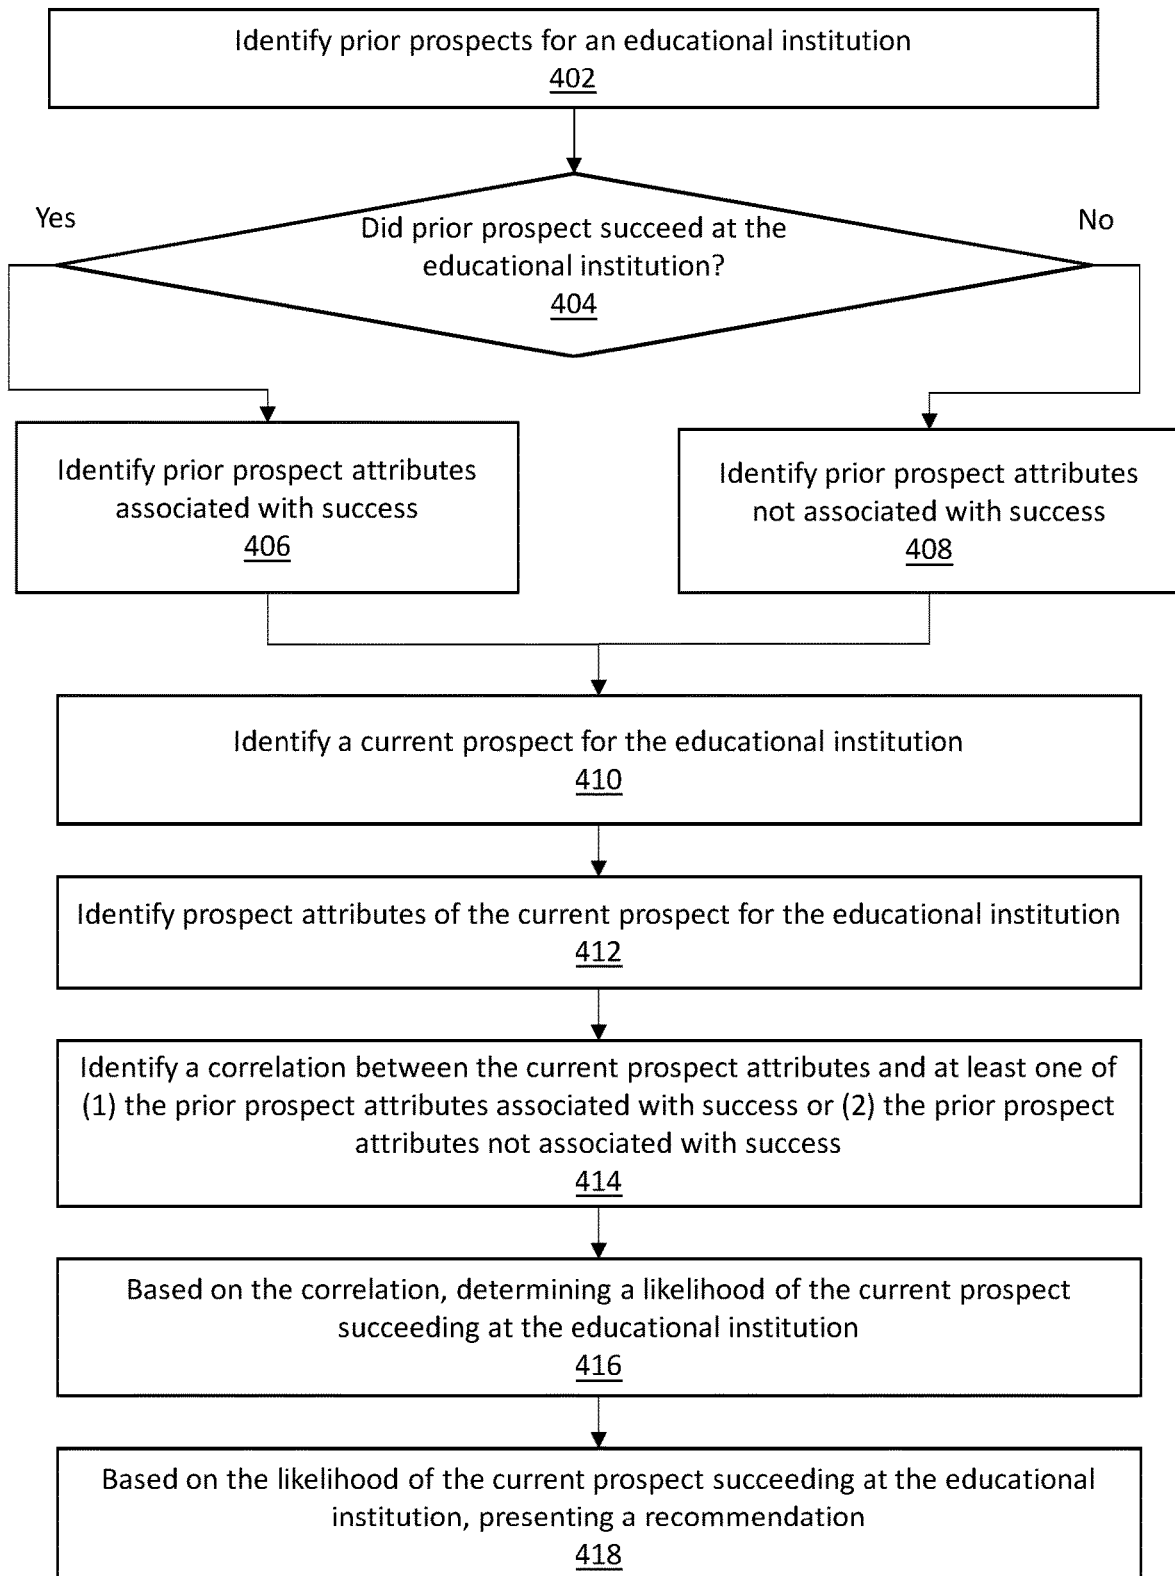 Identify prior prospects for an educational institution
402
Yes
No
Did prior prospect succeed at the
educational institution?
404
Identify prior prospect attributes
associated with success
406
Identify prior prospect attributes
not associated with success
408
Identify a current prospect for the educational institution
410
Identify prospect attributes of the current prospect for the educational institution
412
Identify a correlation between the current prospect attributes and at least one of
(1) the prior prospect attributes associated with success or (2) the prior prospect
attributes not associated with success
414
Based on the correlation, determining a likelihood of the current prospect
succeeding at the educational institution
416
Based on the likelihood of the current prospect succeeding at the educational
institution, presenting a recommendation
418